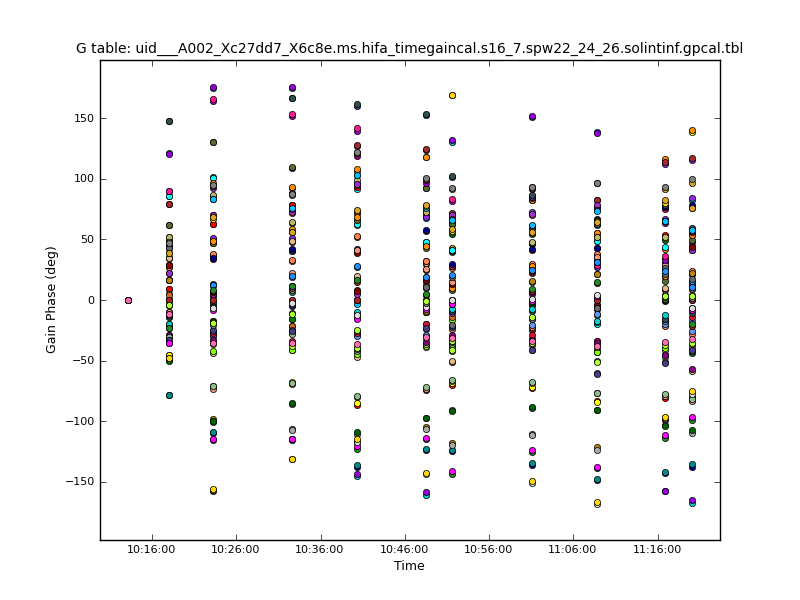 G table: uid___A002_Xc27dd7_X6c8e.ms.hifa_timegaincal.s16_7.spw22_24_26.solintinf.gpcal.tbl
150
100
50
0
−50
−100
−150
Gain Phase (deg)
10:16:00 10:26:00 10:36:00 10:46:00 10:56:00 11:06:00 11:16:00
Time